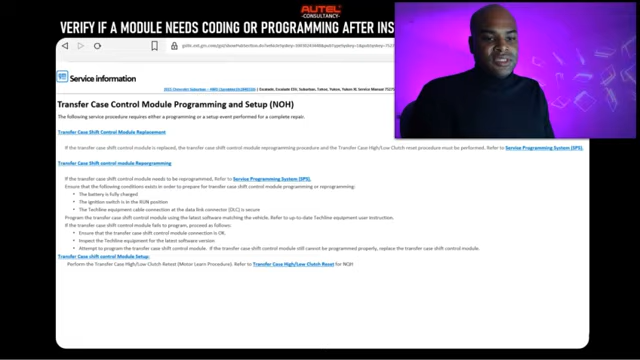 AUTEL
-CONSULTANCY-
VERIFY IF A MODULE NEEDS CODING OR PROGRAMMING AFTER INS
Service information
Transfer Case Control Module Programming and Setup (NQH)
The following service procedure requires either a programming or a setup event performed for a complete repair.
Transfer Case Shift Control Module Replacement
If the transfer case control module is replaced, the transfer case shift control module reprogramming procedure and the Transfer Case High/Low Clutch reset procedure must be performed. Refer to Service Programming System (SPS).
Transfer Case Shift Control module Reprogramming
If the transfer case shift control module needs to be reprogrammed. Refer to Service Programming System (SPS).
Ensure that the following conditions exist in order to prepare for transfer case shift control module programming or reprogramming:
• The battery is fully charged
• The ignition switch is in the RUN position
• The Techline equipment cable connection at the data link connector (DLC) is secure
Program the transfer case shift control module using the latest software matching the vehicle. Refer to up-to-date Techline equipment user instruction.
If the transfer case shift control module fails to program, proceed as follows:
• Ensure that the transfer case shift control module connection is OK.
• Inspect the Techline equipment for the latest software version
• Attempt to program the transfer case shift control module. If the transfer case shift control module still cannot be programmed properly, replace the transfer case shift control module.
Transfer Case shift control Module Setup:
Perform the Transfer Case High/Low Clutch Retest (Motor Learn Procedure). Refer to Transfer Case High/Low Clutch Reset for NQH